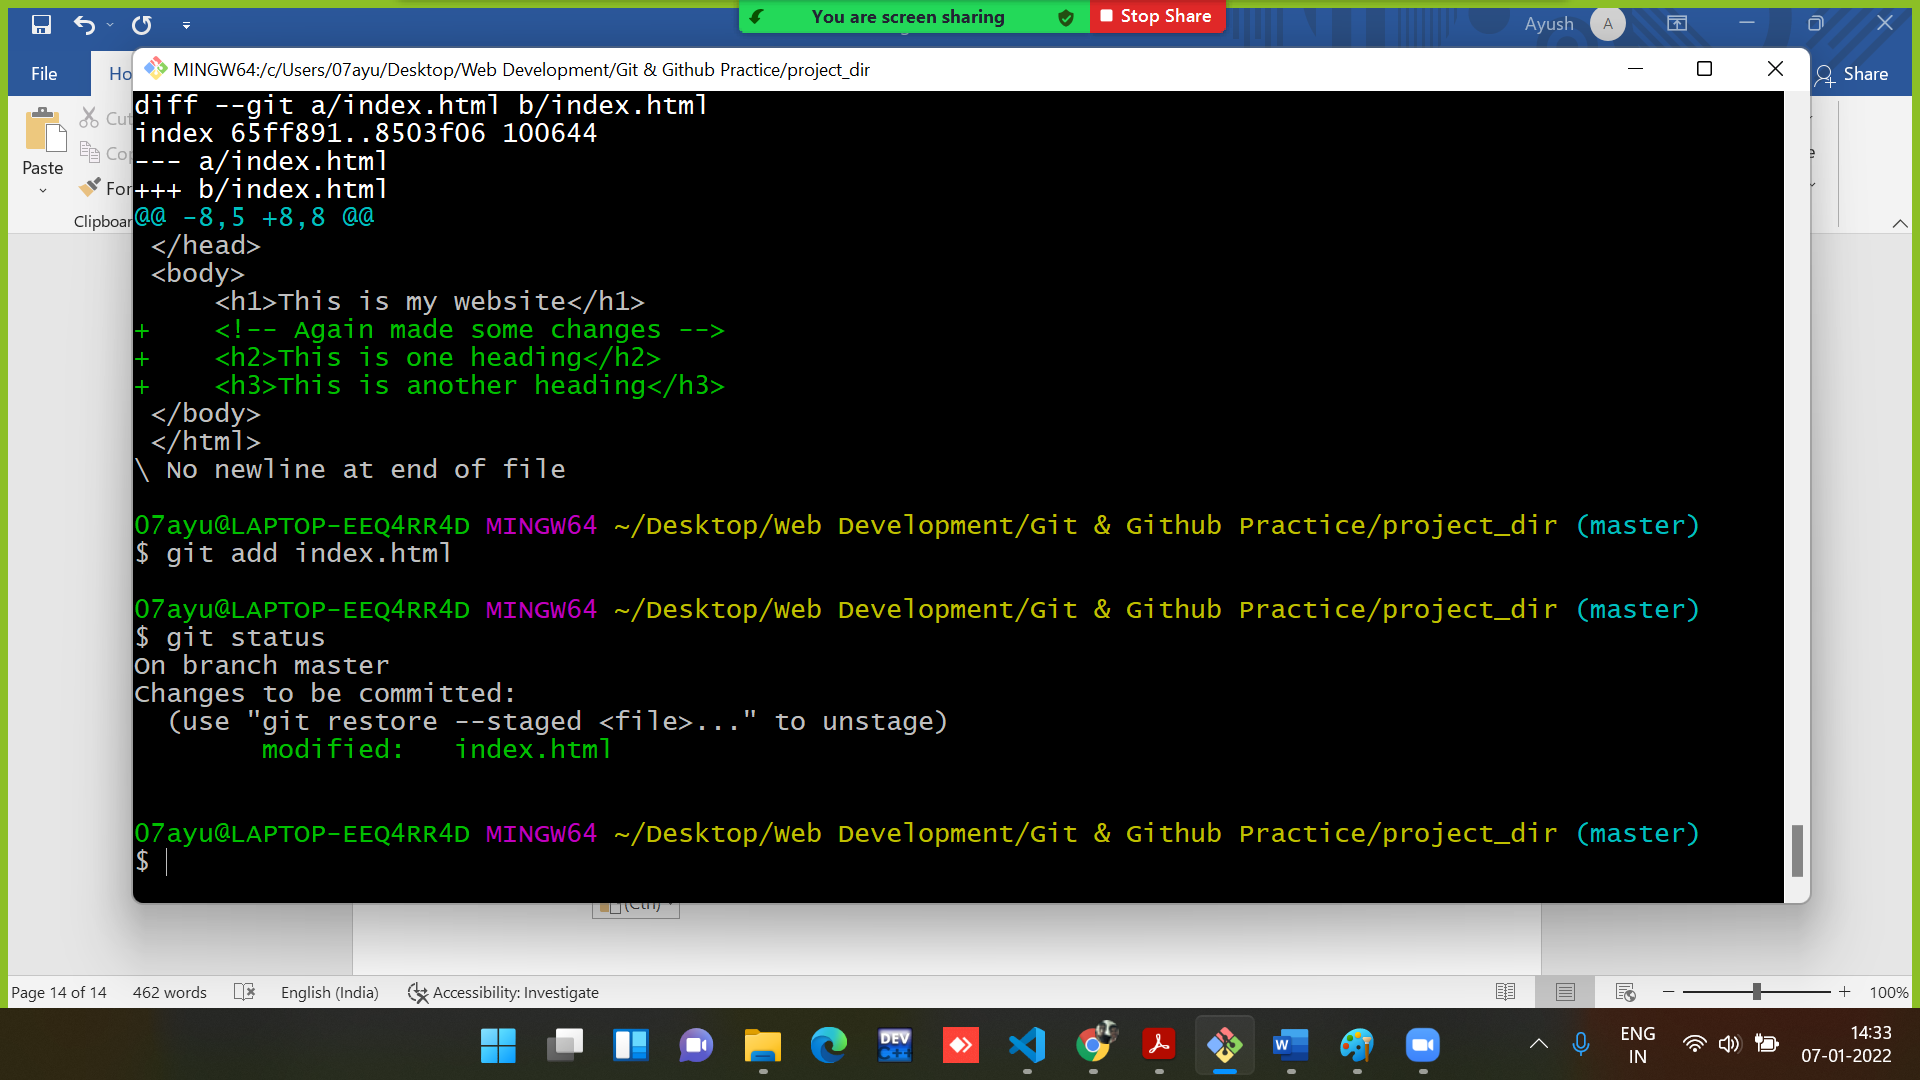 You are screen sharing
Stop Share
Ayush
A
MINGW64:/c/Users/07ayu/Desktop/Web Development/Git & Github Practice/project_dir
File
Share
Paste
Clipboar
diff --git a/index.html b/index.html
index 65ff891..8503f06 100644
--- a/index.html
+++ b/index.html
@@ -8,5 +8,8 @@
</head>
<body>
<h1>This is my website</h1>
+ <!-- Again made some changes -->
+ <h2>This is one heading</h2>
+ <h3>This is another heading</h3>
</body>
</html>
\ No newline at end of file
07ayu@LAPTOP-EEQ4RR4D MINGW64 ~/Desktop/Web Development/Git & Github Practice/project_dir (master)
$ git add index.html
07ayu@LAPTOP-EEQ4RR4D MINGW64 ~/Desktop/Web Development/Git & Github Practice/project_dir (master)
$ git status
On branch master
Changes to be committed:
(use "git restore --staged <file>..." to unstage)
modified: index.html
07ayu@LAPTOP-EEQ4RR4D MINGW64 ~/Desktop/Web Development/Git & Github Practice/project_dir (master)
$
(Ctrl)
Page 14 of 14 462 words English (India) Accessibility: Investigate 100%
DEV C++
ENG
IN
14:33
07-01-2022